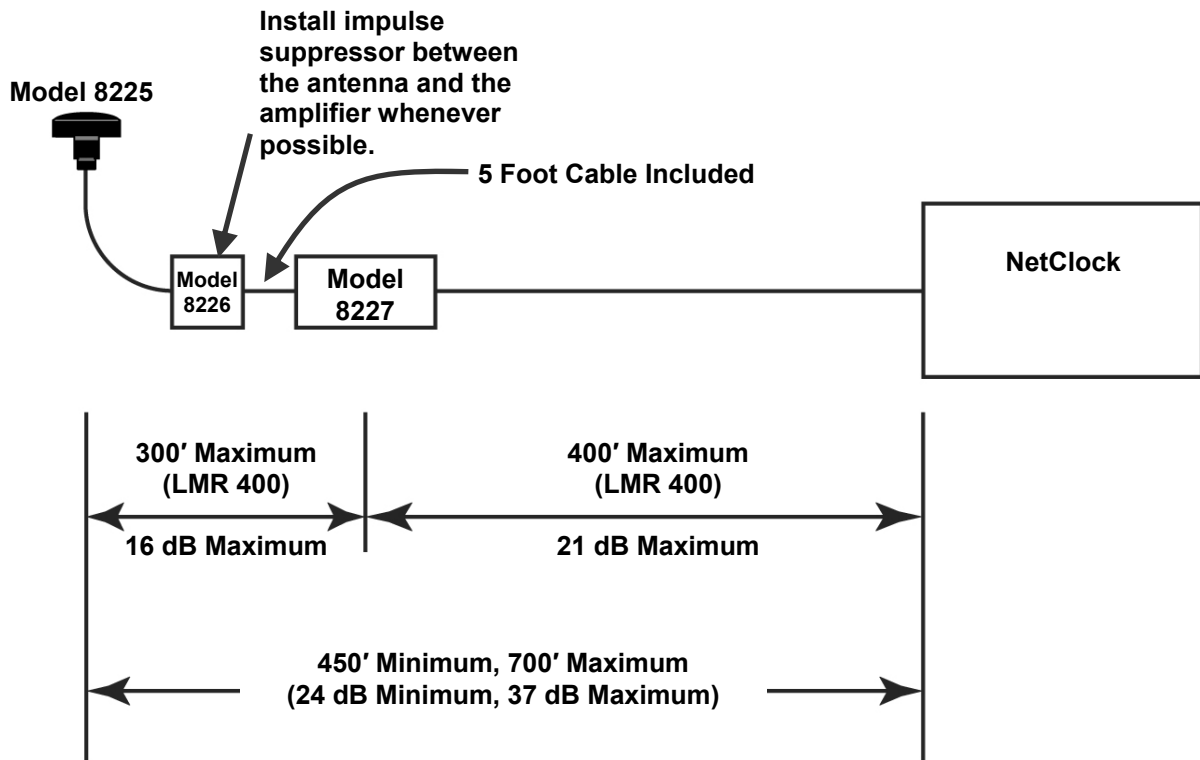 Install impulse
suppressor between
the antenna and the
amplifier whenever
possible.
Model 8225
5 Foot Cable Included
Model
8226
Model
8227
NetClock
300′ Maximum
(LMR 400)
16 dB Maximum
400′ Maximum
(LMR 400)
21 dB Maximum
450′ Minimum, 700′ Maximum
(24 dB Minimum, 37 dB Maximum)